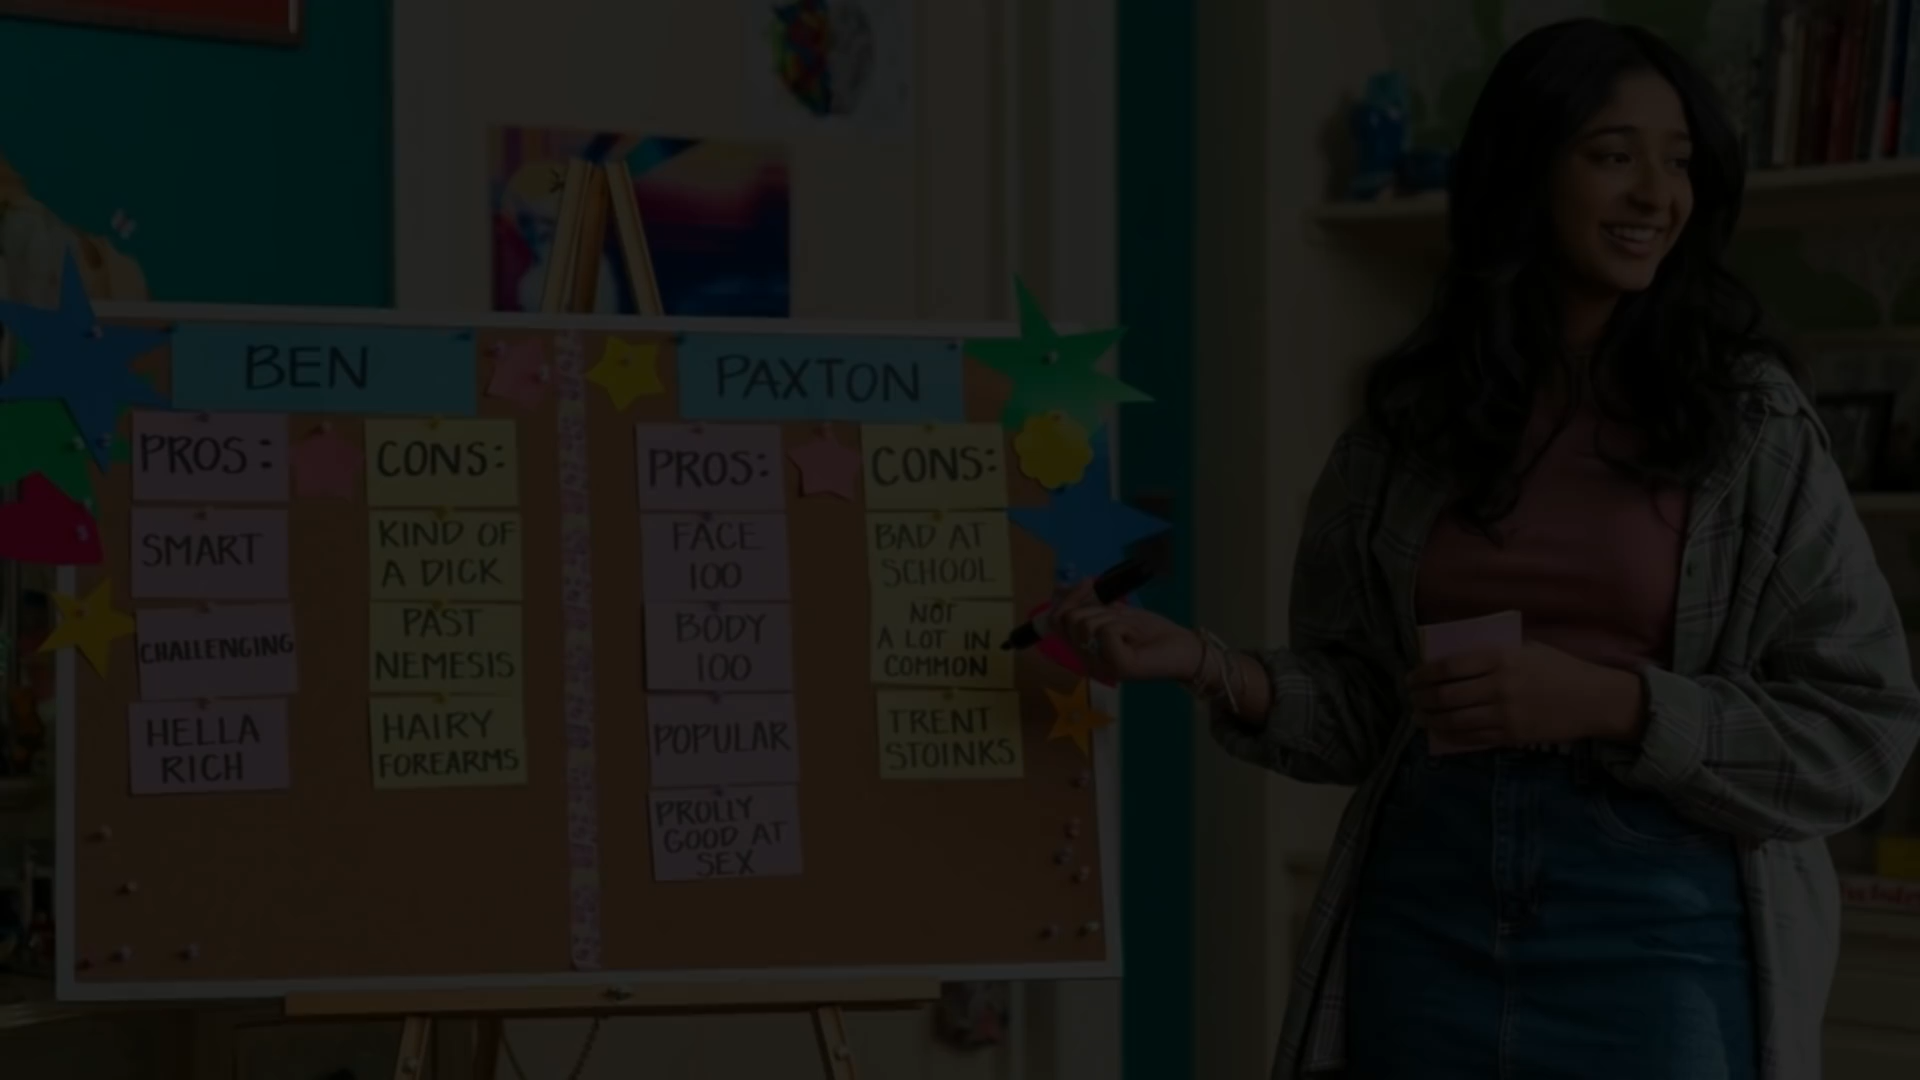 BEN
PROS:
SMART
CHALLENGING
HELLA
RICH
CONS:
KIND OF
A DICK
PAST
NEMESIS
HAIRY
FOREARMS
PAXTON
PROS:
FACE
100
BODY
100
POPULAR
PROLLY
GOOD AT
SEX
CONS:
BAD AT
SCHOOL
NOT
A LOT IN
COMMON
TRENT
STOINKS